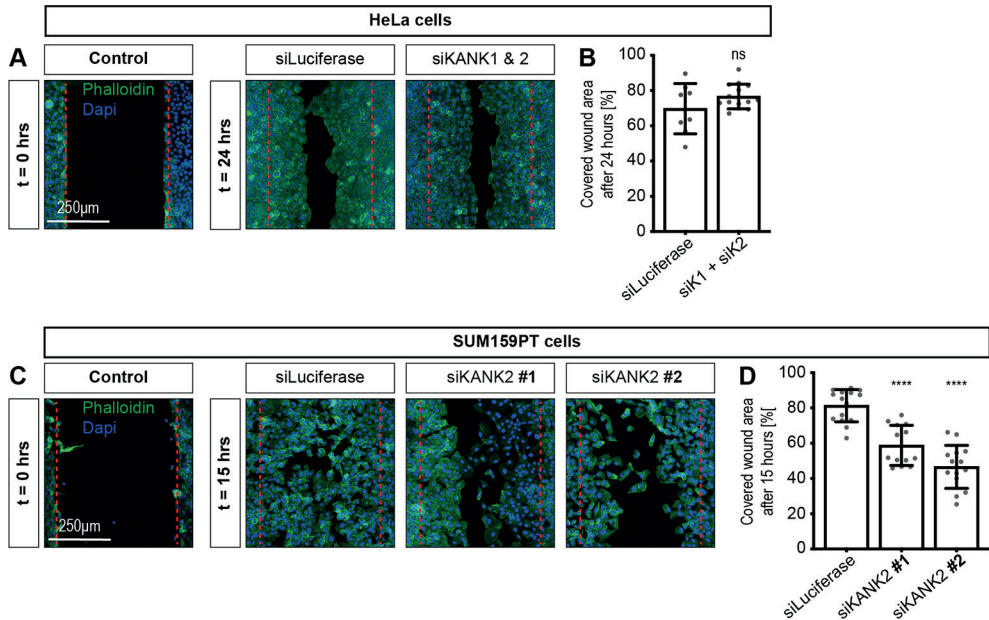 HeLa cells
A
Control
siLuciferase
siKANK1 & 2
t = 0 hrs
Phalloidin
Dapi
250µm
t = 24 hrs
B
Covered wound area
after 24 hours [%]
100
80
60
40
20
0
ns
siLuciferase
siK1 + siK2
SUM159PT cells
C
Control
siLuciferase
siKANK2 #1
siKANK2 #2
t = 0 hrs
Phalloidin
Dapi
250µm
t = 15 hrs
D
Covered wound area
after 15 hours [%[
100
80
60
40
20
0
****
****
siLuciferase
siKANK2 #1
siKANK2 #2